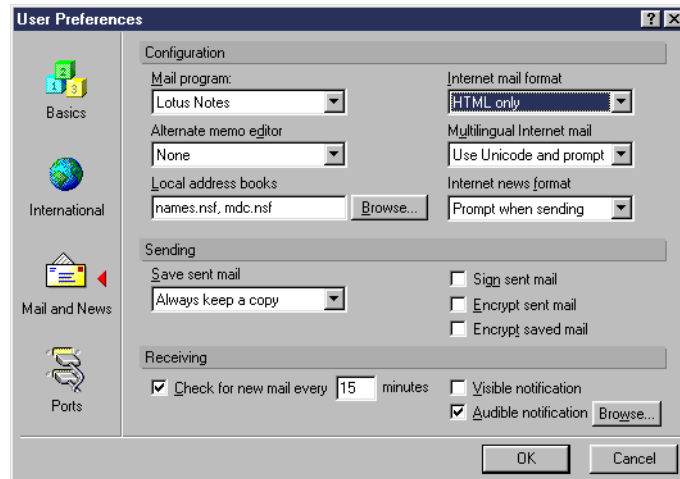 User Preferences
Basics
International
Mail and News
Ports
Configuration
Mail program:
Lotus Notes
Internet mail format
HTML only
Alternate memo editor
None
Multilingual Internet mail
Use Unicode and prompt
Local address books
names.nsf, mdc.nsf
Browse...
Internet news format
Prompt when sending
Sending
Save sent mail
Always keep a copy
Sign sent mail
Encrypt sent mail
Encrypt saved mail
Receiving
Check for new mail every 15 minutes
Visible notification
Audible notification Browse...
OK Cancel